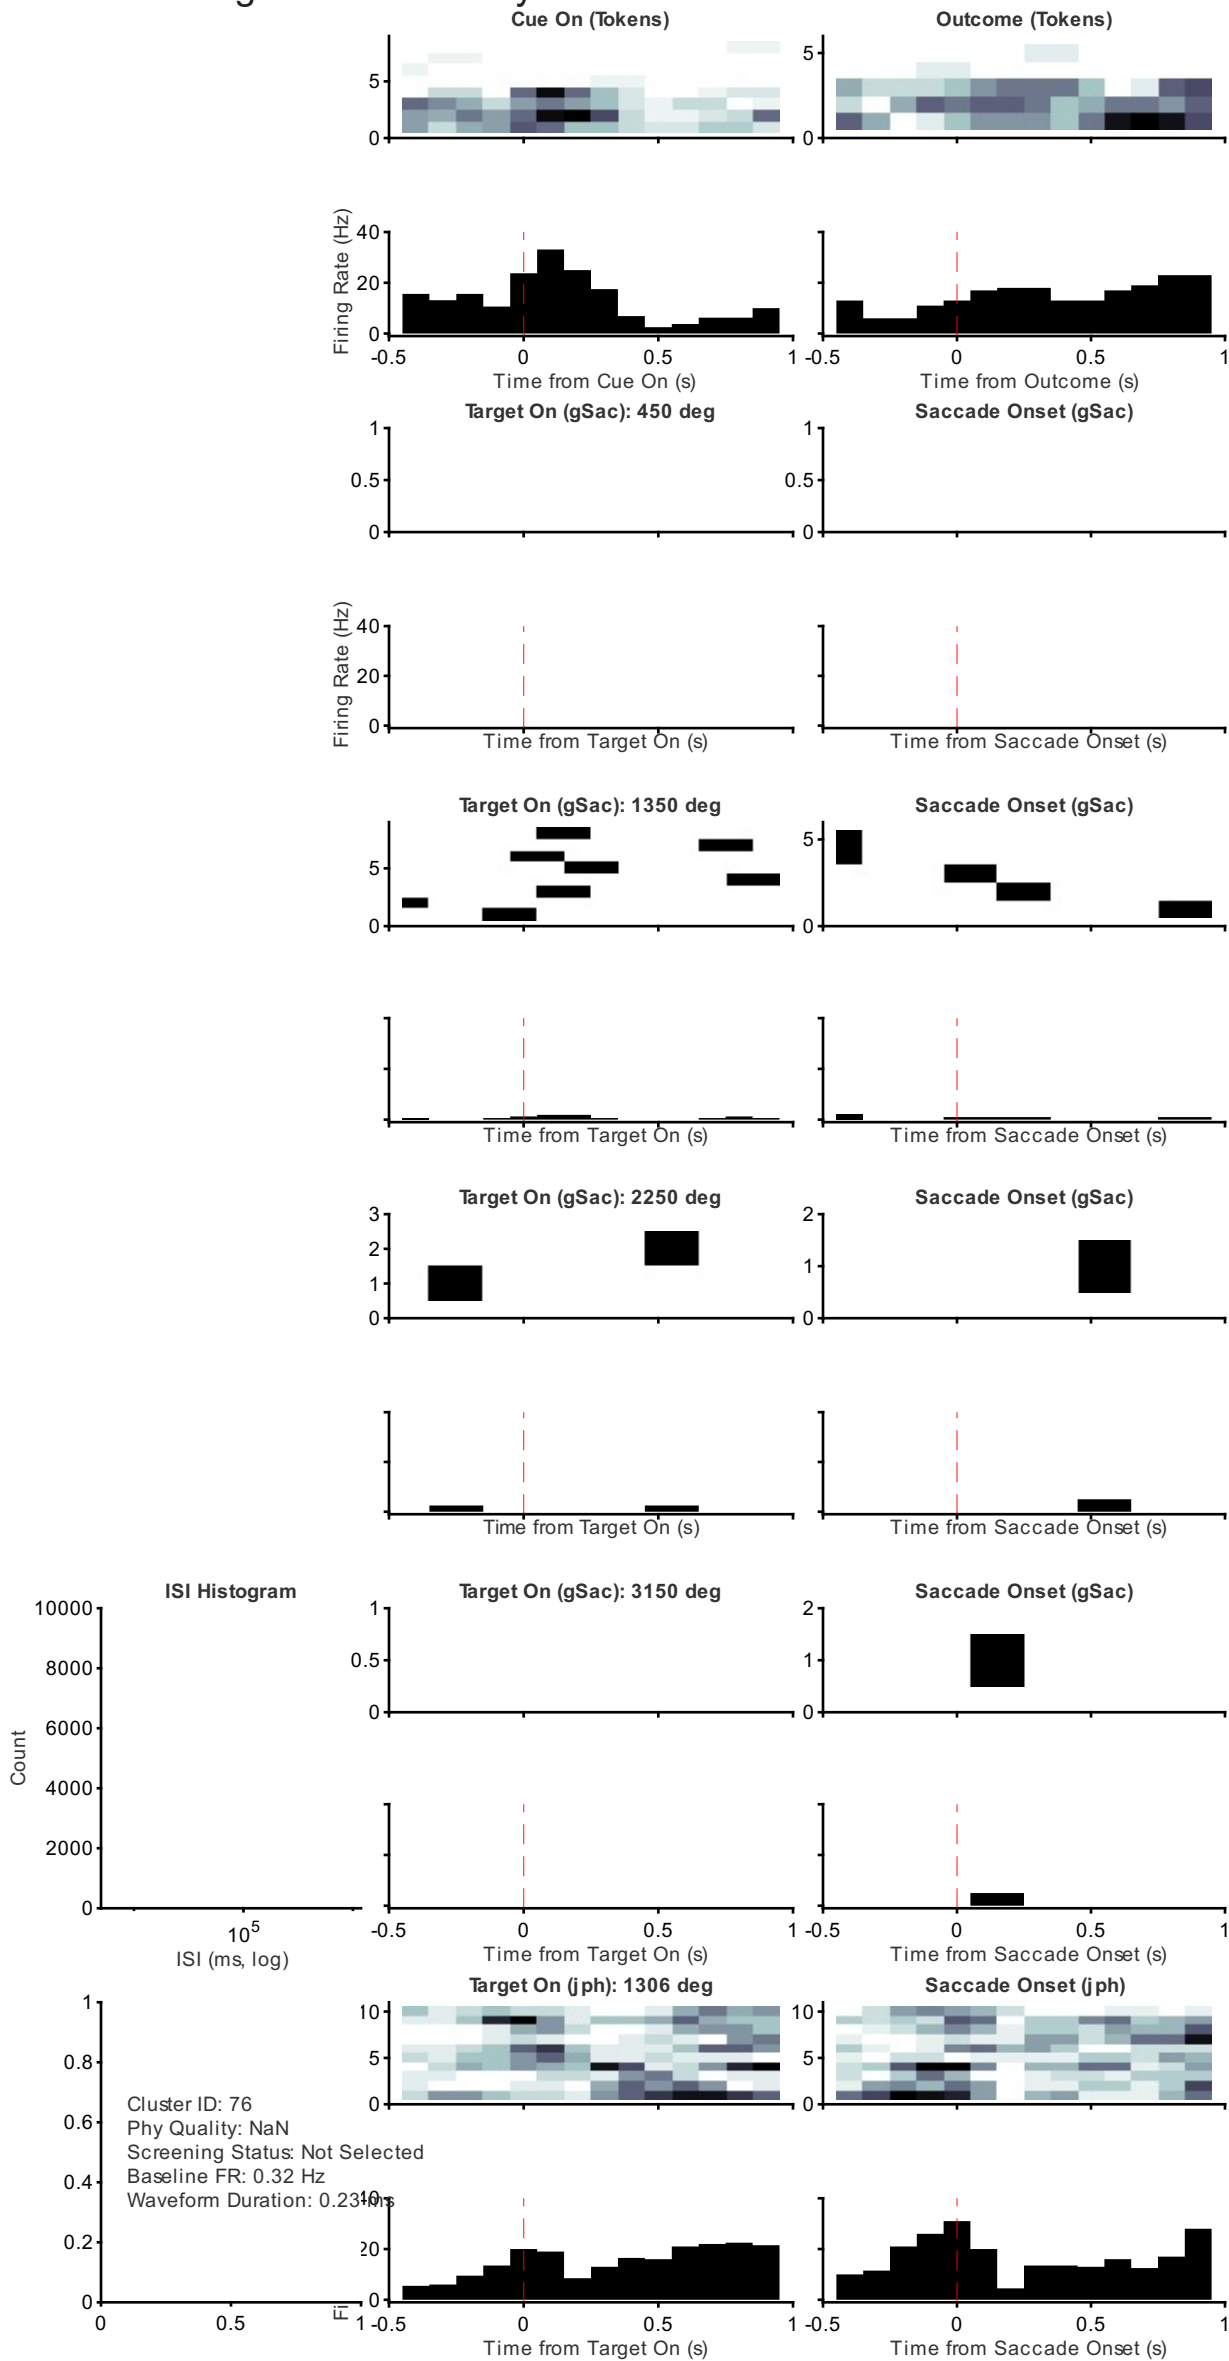 Cue On (Tokens)
Outcome (Tokens)
5
0
5
0
Firing Rate (Hz)
40
20
0
-0.5
0
0.5
1
-0.5
0
0.5
1
Time from Cue On (s)
Time from Outcome (s)
Target On (gSac): 450 deg
Saccade Onset (gSac)
1
0.5
0
1
0.5
0
Firing Rate (Hz)
40
20
0
Time from Target On (s)
Time from Saccade Onset (s)
Target On (gSac): 1350 deg
Saccade Onset (gSac)
5
0
5
0
Time from Target On (s)
Time from Saccade Onset (s)
Target On (gSac): 2250 deg
Saccade Onset (gSac)
3
2
1
0
2
1
0
Time from Target On (s)
Time from Saccade Onset (s)
ISI Histogram
Target On (gSac): 3150 deg
Saccade Onset (gSac)
Count
10000
8000
6000
4000
2000
0
10^5
ISI (ms, log)
1
0.5
0
2
1
0
-0.5
0
0.5
1
-0.5
0
0.5
1
Time from Target On (s)
Time from Saccade Onset (s)
Target On (jph): 1306 deg
Saccade Onset (jph)
1
0.8
0.6
0.4
0.2
0
0
0.5
1
Cluster ID: 76
Phy Quality: NaN
Screening Status: Not Selected
Baseline FR: 0.32 Hz
Waveform Duration: 0.23 ms
10
5
0
10
5
0
Fi
40
20
0
-0.5
0
0.5
1
-0.5
0
0.5
1
Time from Target On (s)
Time from Saccade Onset (s)